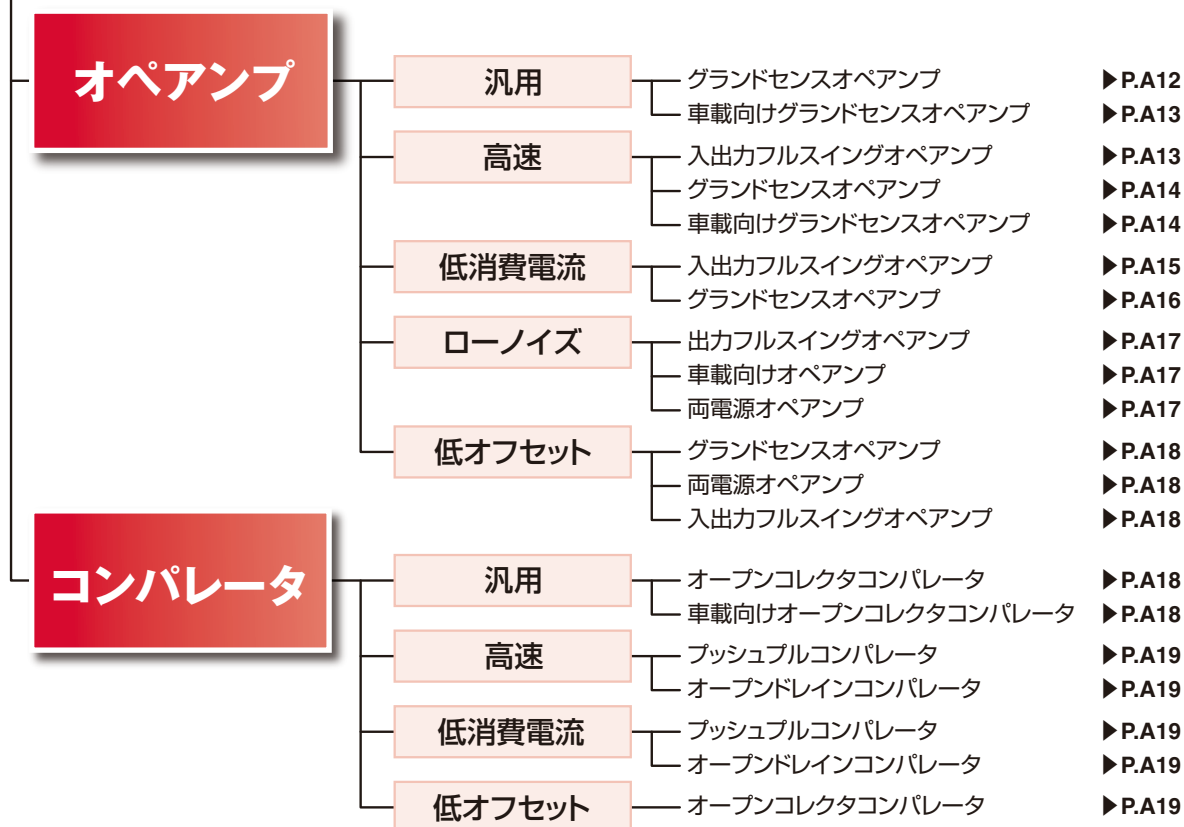 オペアンプ
汎用
グランドセンスオペアンプ ▶P.A12
車載向けグランドセンスオペアンプ ▶P.A13
高速
入出力フルスイングオペアンプ ▶P.A13
グランドセンスオペアンプ ▶P.A14
車載向けグランドセンスオペアンプ ▶P.A14
低消費電流
入出力フルスイングオペアンプ ▶P.A15
グランドセンスオペアンプ ▶P.A16
ローノイズ
出力フルスイングオペアンプ ▶P.A17
車載向けオペアンプ ▶P.A17
両電源オペアンプ ▶P.A17
低オフセット
グランドセンスオペアンプ ▶P.A18
両電源オペアンプ ▶P.A18
入出力フルスイングオペアンプ ▶P.A18
コンパレータ
汎用
オープンコレクタコンパレータ ▶P.A18
車載向けオープンコレクタコンパレータ ▶P.A18
高速
プッシュプルコンパレータ ▶P.A19
オープンドレインコンパレータ ▶P.A19
低消費電流
プッシュプルコンパレータ ▶P.A19
オープンドレインコンパレータ ▶P.A19
低オフセット
オープンコレクタコンパレータ ▶P.A19